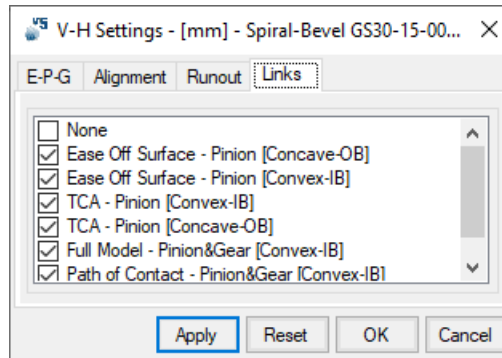 V-H Settings - [mm] - Spiral-Bevel GS30-15-00...
E-P-G Alignment Runout Links
None
Ease Off Surface - Pinion [Concave-OB]
Ease Off Surface - Pinion [Convex-IB]
TCA - Pinion [Convex-IB]
TCA - Pinion [Concave-OB]
Full Model - Pinion&Gear [Convex-IB]
Path of Contact - Pinion&Gear [Convex-IB]
Apply Reset OK Cancel